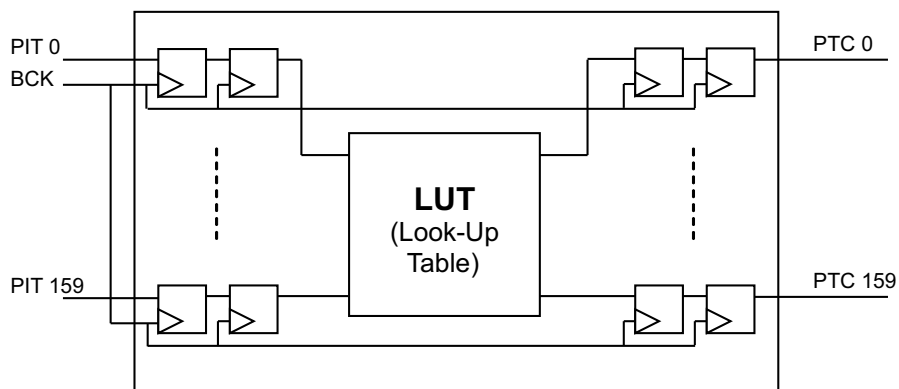 PIT 0
PTC 0
BCK
LUT
(Look-Up
Table)
PIT 159
PTC 159